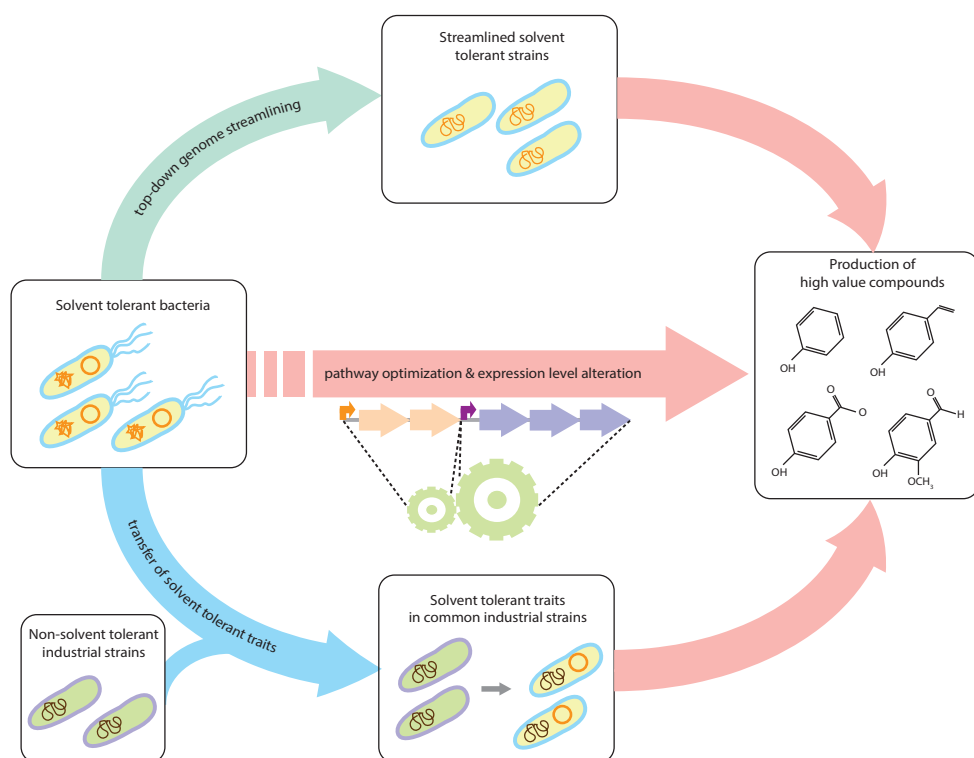 Streamlined solvent
tolerant strains
top-down genome streamlining
Solvent tolerant bacteria
pathway optimization & expression level alteration
Production of
high value compounds
OH
OH
O
O
OH
O
H
OH
OCH₃
transfer of solvent tolerant traits
Non-solvent tolerant
industrial strains
Solvent tolerant traits
in common industrial strains